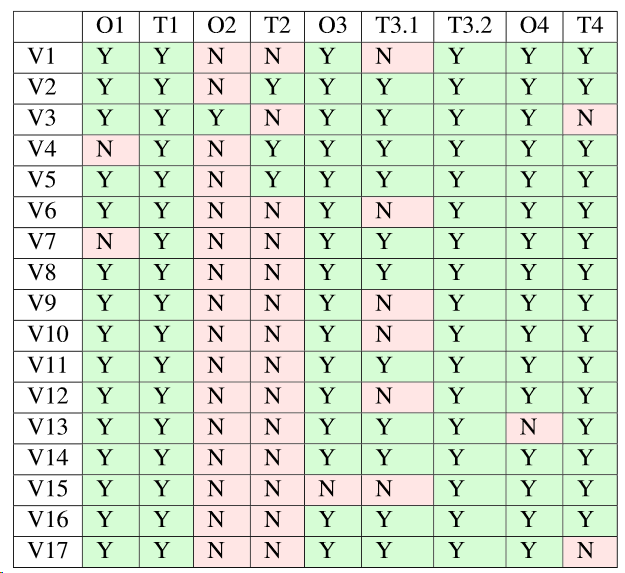 O1 T1 O2 T2 O3 T3.1 T3.2 O4 T4
V1 Y Y N N Y N Y Y Y
V2 Y Y N Y Y Y Y Y Y
V3 Y Y Y N Y Y Y Y N
V4 N Y N Y Y Y Y Y Y
V5 Y Y N Y Y Y Y Y Y
V6 Y Y N N Y N Y Y Y
V7 N Y N N Y Y Y Y Y
V8 Y Y N N Y Y Y Y Y
V9 Y Y N N Y N Y Y Y
V10 Y Y N N Y N Y Y Y
V11 Y Y N N Y Y Y Y Y
V12 Y Y N N Y N Y Y Y
V13 Y Y N N Y Y Y N Y
V14 Y Y N N Y Y Y Y Y
V15 Y Y N N N N Y Y Y
V16 Y Y N N Y Y Y Y Y
V17 Y Y N N Y Y Y Y N